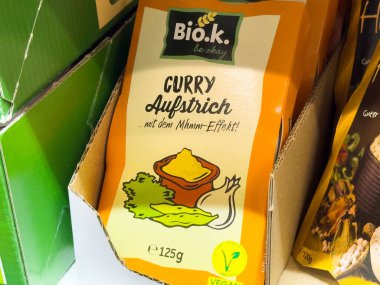 Bio.k.
be okay
CURRY
Aufstrich
...mit dem Mhmm-Effekt!
℮125g
VEGAN